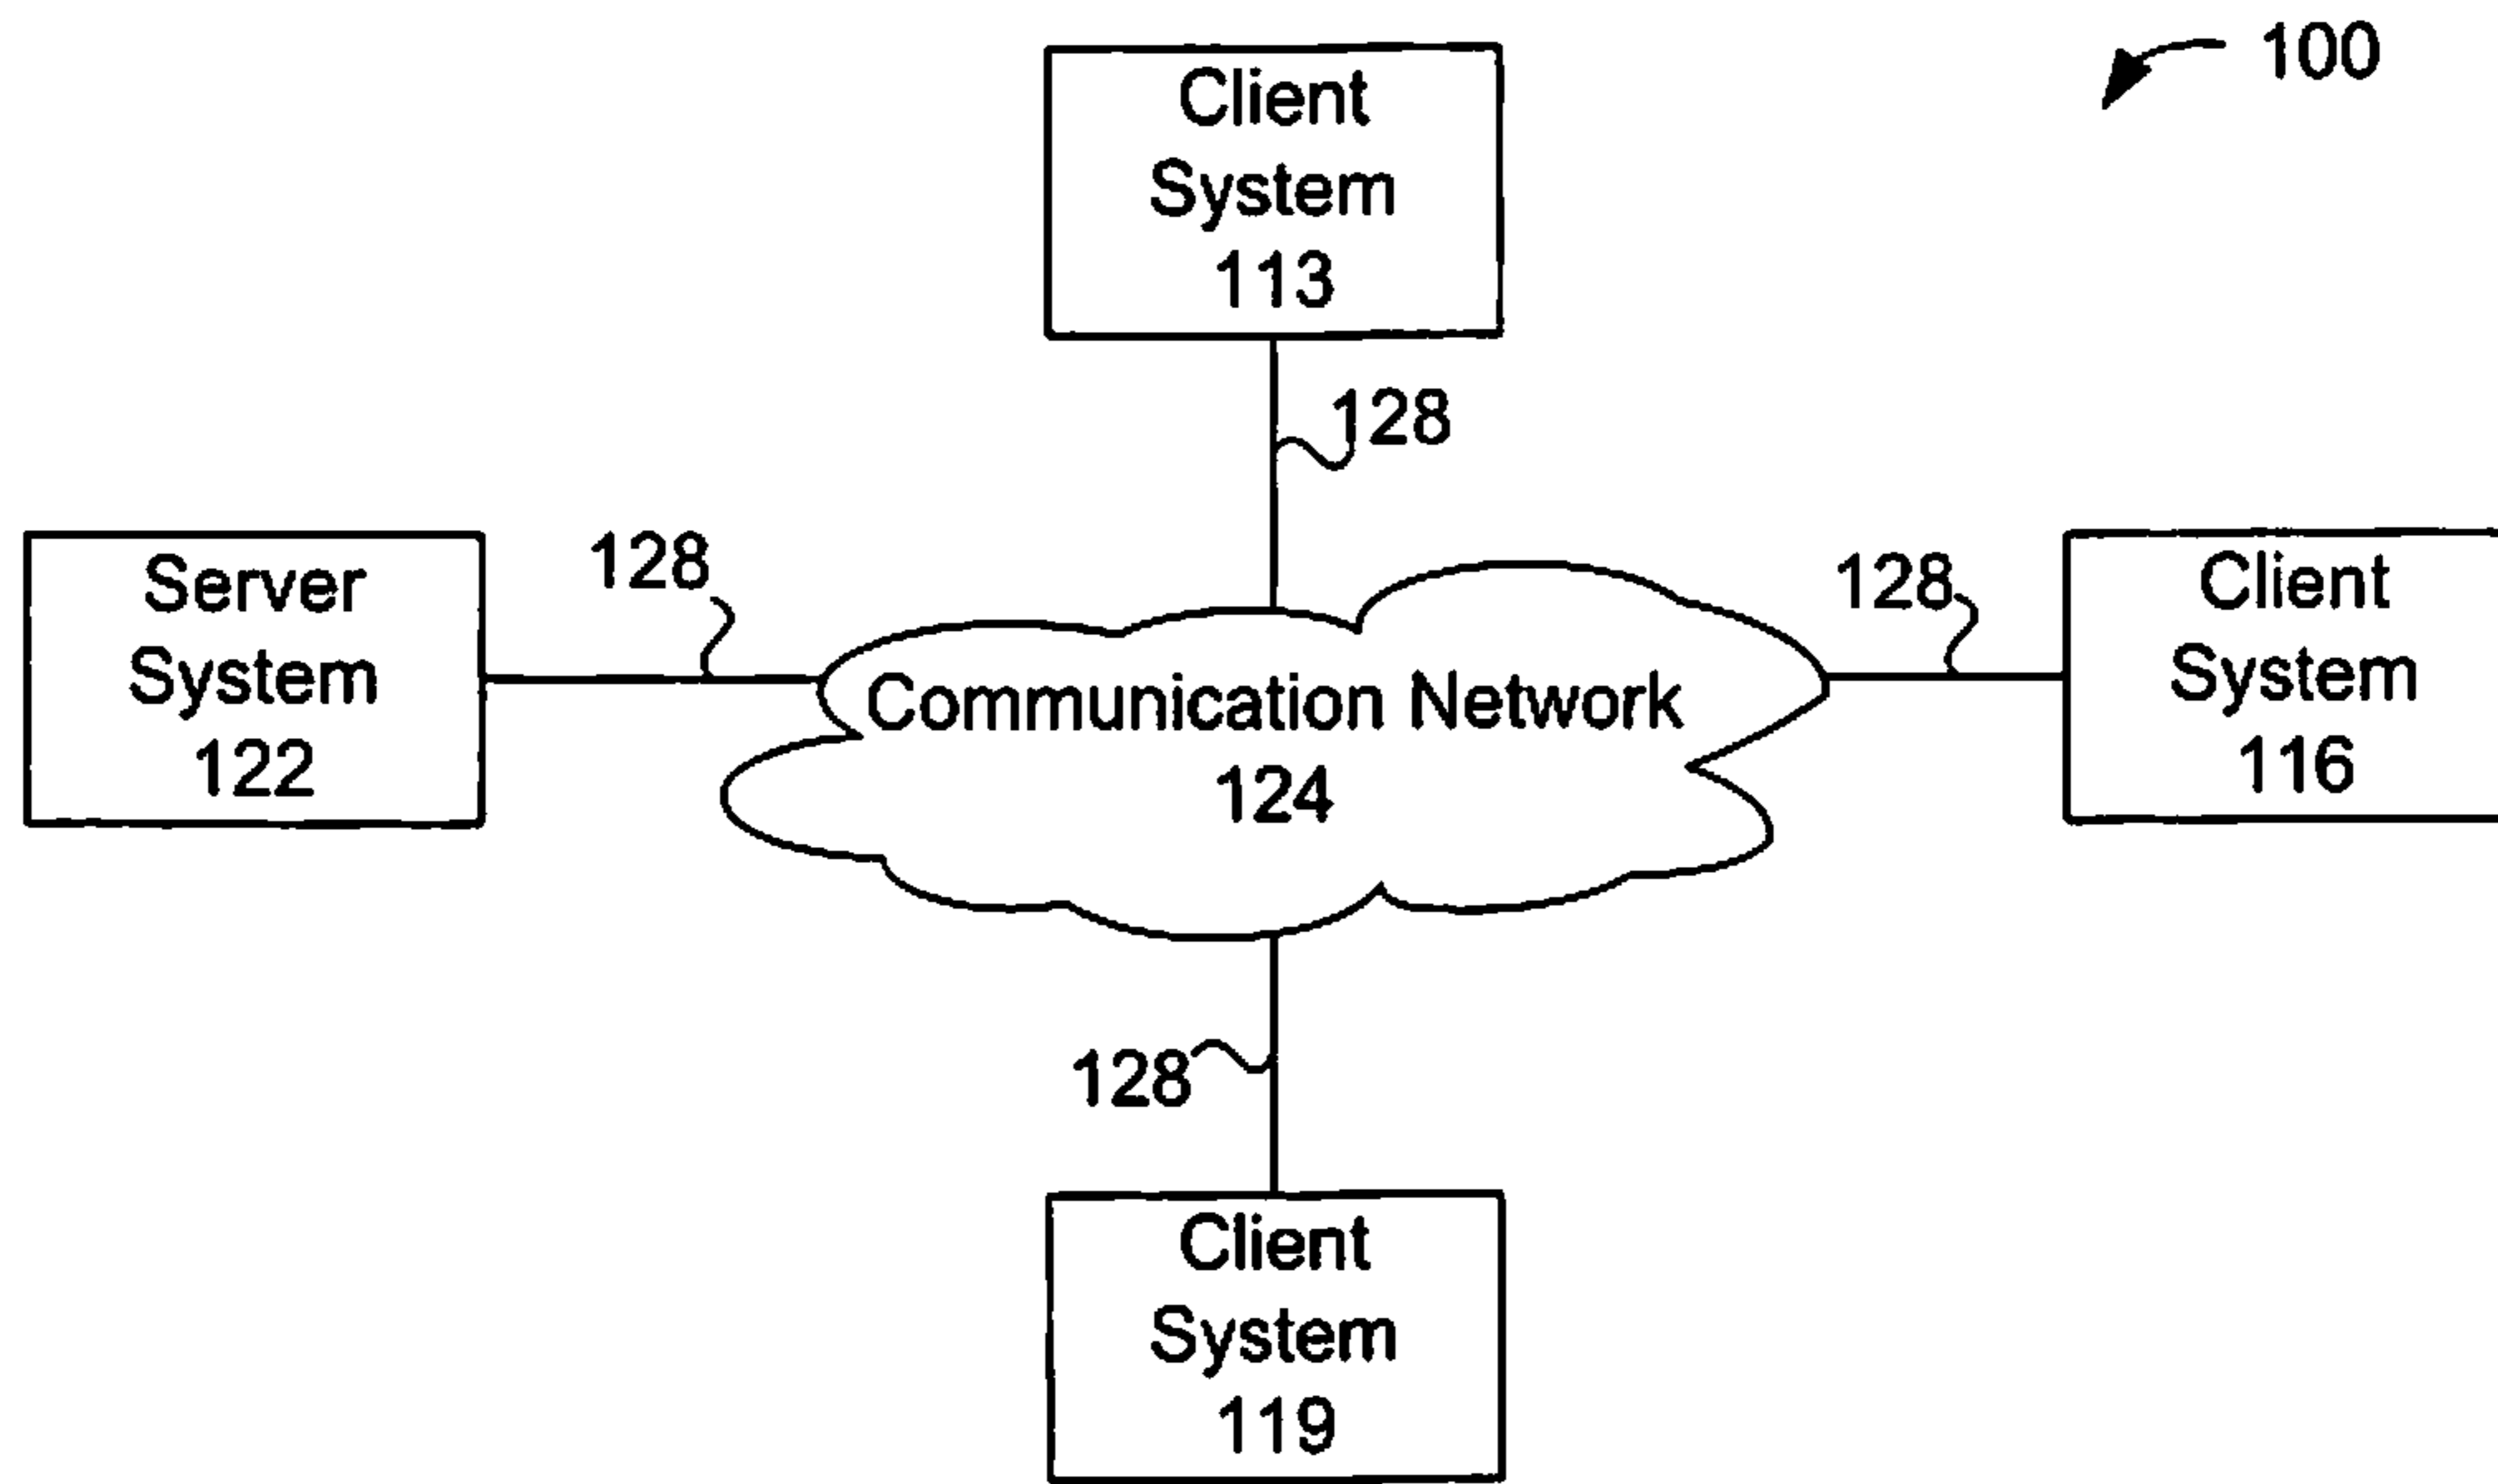 100
Client
System
113
128
Server
System
122
128
128
Client
System
116
Communication Network
124
128
Client
System
119